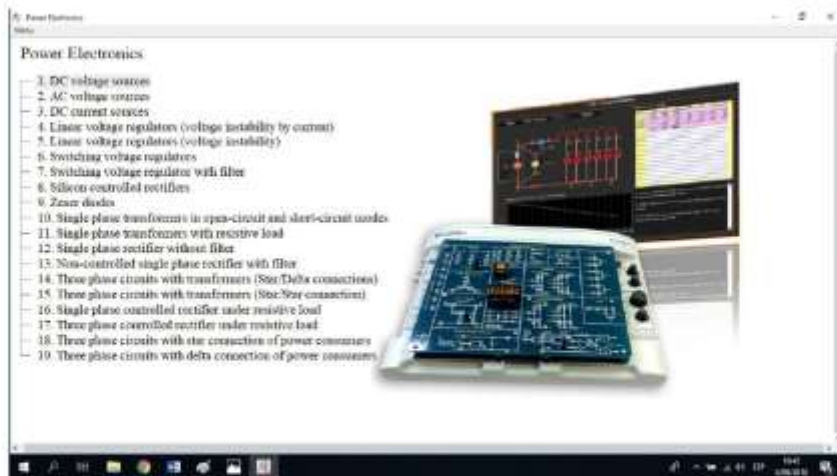 Power Electronics
Menu
Power Electronics
1. DC voltage sources
2. AC voltage sources
3. DC current sources
4. Linear voltage regulators (voltage instability by current)
5. Linear voltage regulators (voltage instability)
6. Switching voltage regulators
7. Switching voltage regulator with filter
8. Silicon controlled rectifiers
9. Zener diodes
10. Single phase transformers in open-circuit and short-circuit modes
11. Single phase transformers with resistive load
12. Single phase rectifier without filter
13. Non-controlled single phase rectifier with filter
14. Three phase circuits with transformers (Star/Delta connections)
15. Three phase circuits with transformers (Star/Star connection)
16. Single phase controlled rectifier under resistive load
17. Three phase controlled rectifier under resistive load
18. Three phase circuits with star connection of power consumers
19. Three phase circuits with delta connection of power consumers
ESP